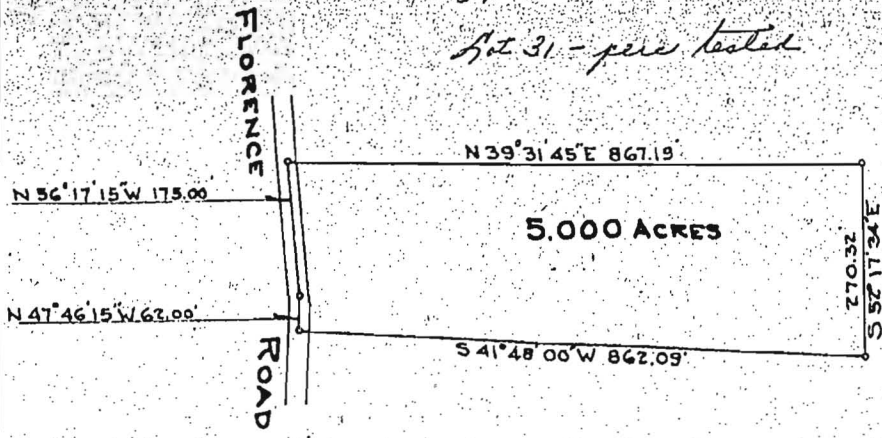 Lot 31 - perc tested
FLORENCE
N 39°31'45"E 867.19'
N 56°17'15"W 175.00'
5.000 ACRES
270.32'
S 52°17'34"E
N 47°46'15"W 62.00'
S 41°48'00"W 862.09'
ROAD